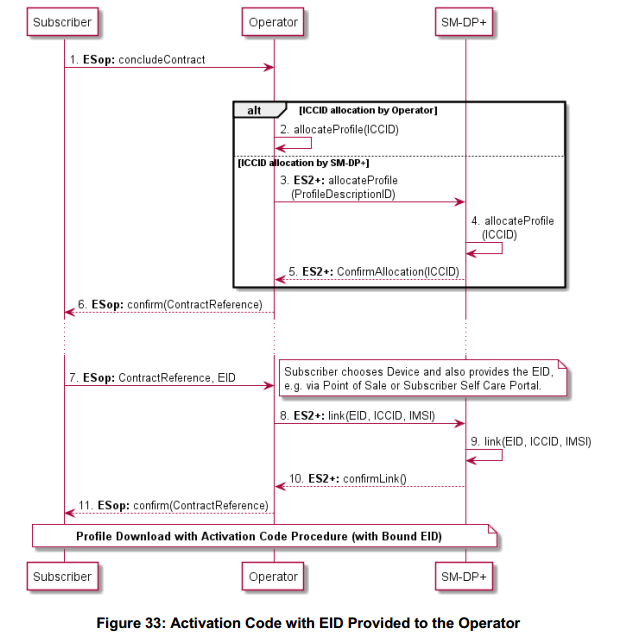 Subscriber
Operator
SM-DP+
1. ESop: concludeContract
alt
[ICCID allocation by Operator]
2. allocateProfile(ICCID)
[ICCID allocation by SM-DP+]
3. ES2+: allocateProfile
(ProfileDescriptionID)
4. allocateProfile
(ICCID)
5. ES2+: ConfirmAllocation(ICCID)
6. ESop: confirm(ContractReference)
7. ESop: ContractReference, EID
Subscriber chooses Device and also provides the EID,
e.g. via Point of Sale or Subscriber Self Care Portal.
8. ES2+: link(EID, ICCID, IMSI)
9. link(EID, ICCID, IMSI)
10. ES2+: confirmLink()
11. ESop: confirm(ContractReference)
Profile Download with Activation Code Procedure (with Bound EID)
Subscriber
Operator
SM-DP+
Figure 33: Activation Code with EID Provided to the Operator